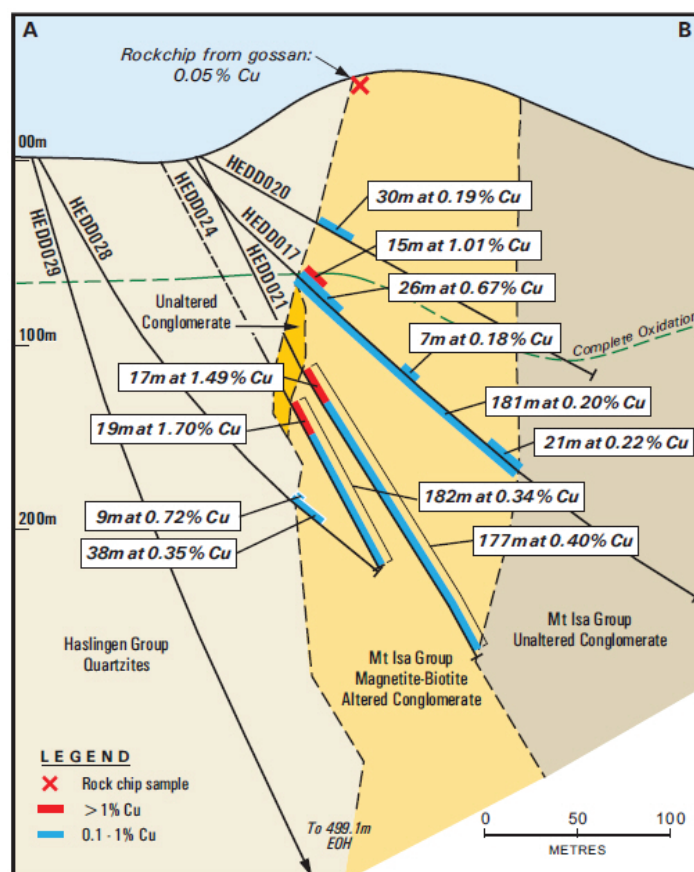 A
B
Rockchip from gossan:
0.05% Cu
00m
HEDD020
HEDD017
HEDD024
HEDD021
HEDD028
HEDD029
30m at 0.19% Cu
15m at 1.01% Cu
26m at 0.67% Cu
Unaltered
Conglomerate
Complete Oxidation
7m at 0.18% Cu
100m
17m at 1.49% Cu
181m at 0.20% Cu
19m at 1.70% Cu
21m at 0.22% Cu
182m at 0.34% Cu
9m at 0.72% Cu
200m
177m at 0.40% Cu
38m at 0.35% Cu
Haslingen Group
Quartzites
Mt Isa Group
Magnetite-Biotite
Altered Conglomerate
Mt Isa Group
Unaltered Conglomerate
LEGEND
Rock chip sample
>1% Cu
0.1 - 1% Cu
To 499.1m
EOH
0 50 100
METRES